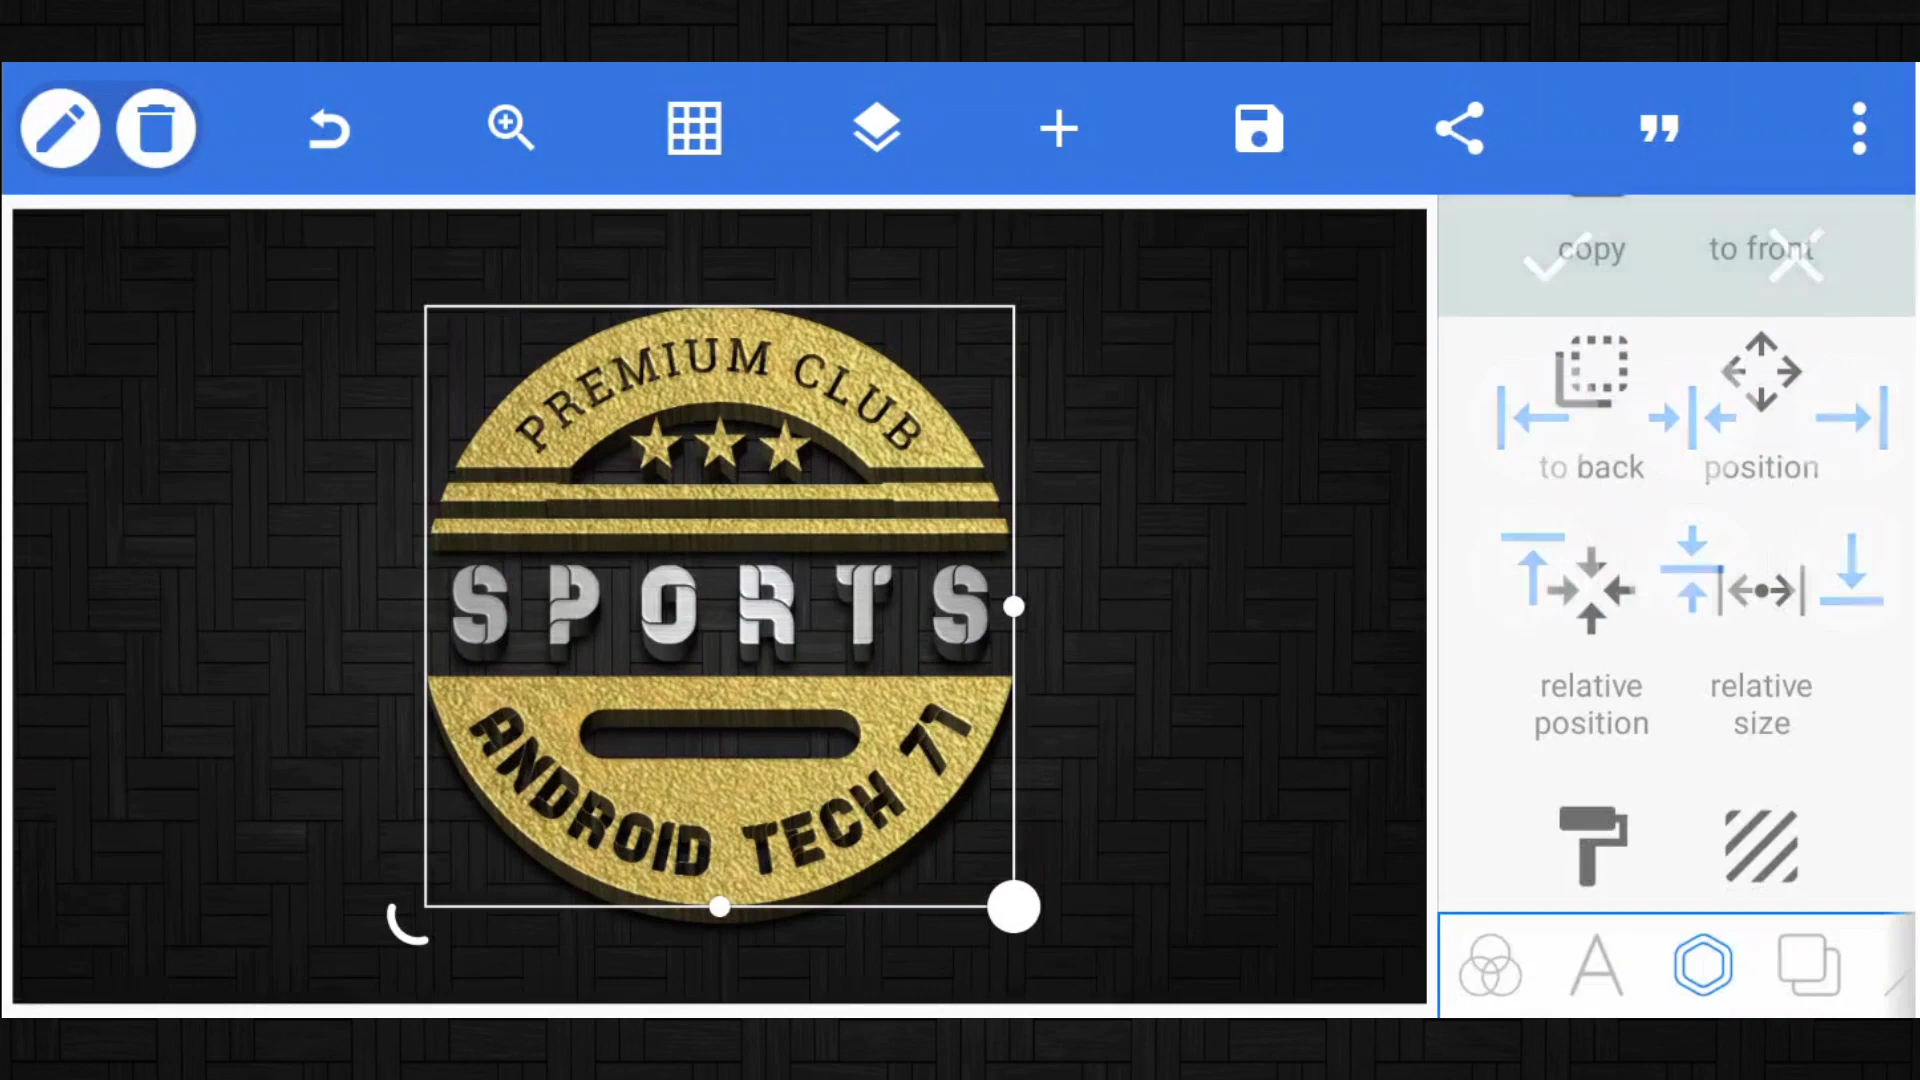 copy
to front
to back
position
relative
position
relative
size
PREMIUM CLUB
SPORTS
ANDROID TECH 71